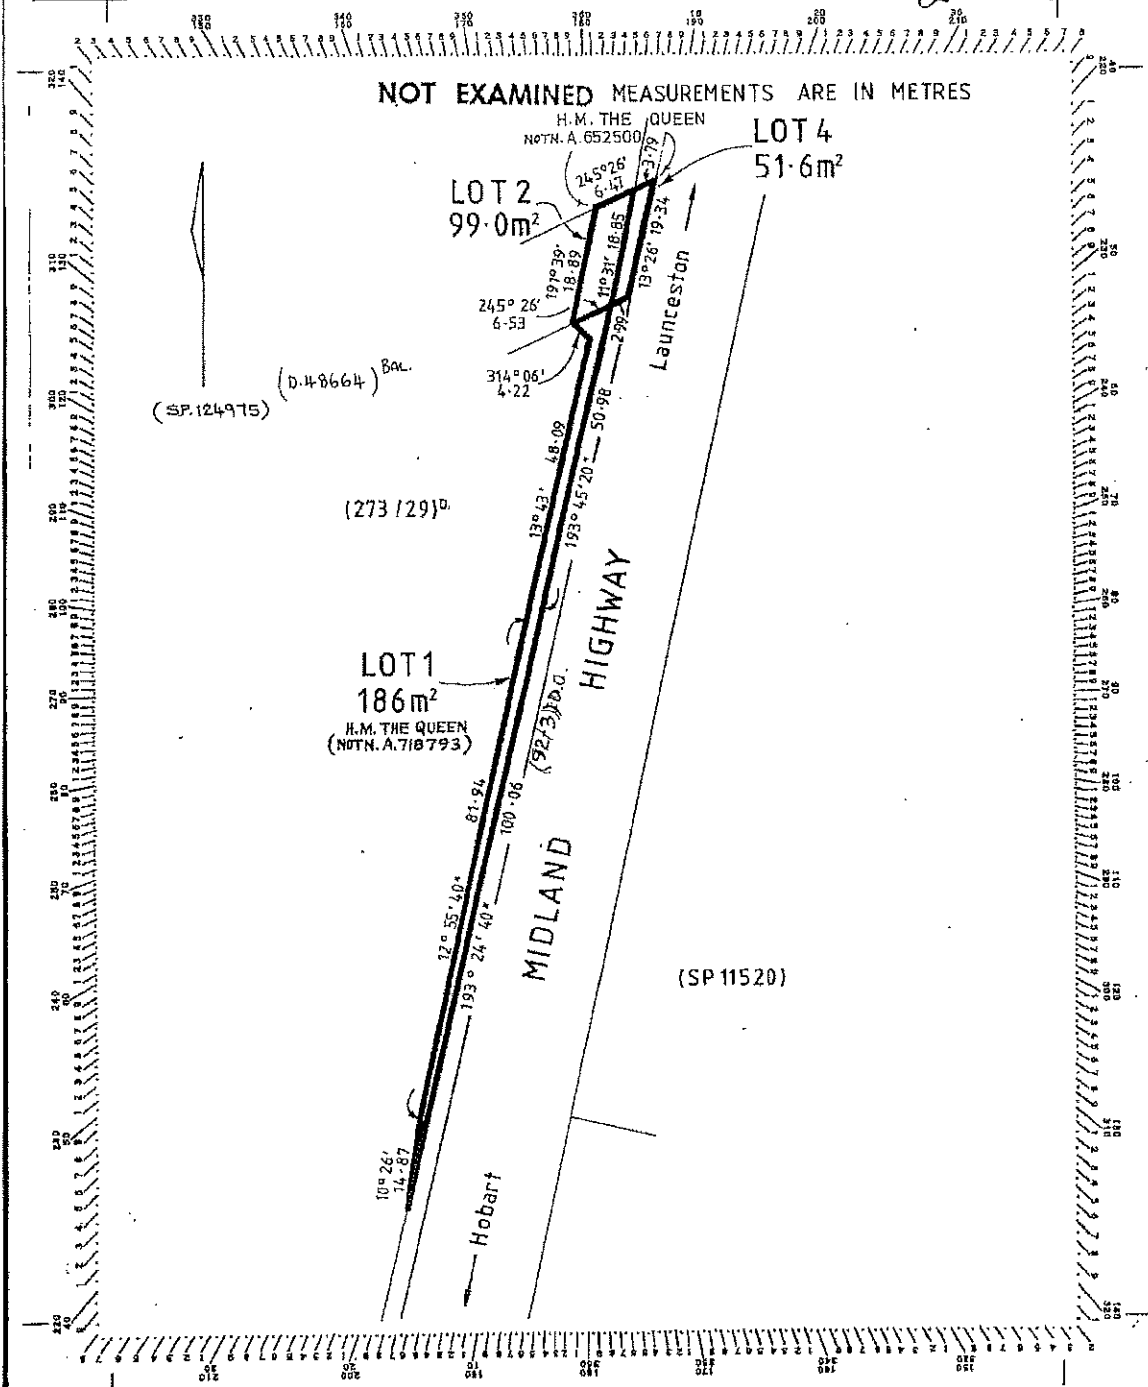 NOT EXAMINED MEASUREMENTS ARE IN METRES
H.M. THE QUEEN
NOTN. A.652500
LOT 4
51·6m²
LOT 2
99·0m²
245°26'
6·47
3·79
191°39'
18·89
11°31' 18·85
13°26' 19·34
Launceston
245° 26'
6·53
2·99
314°06'
4·22
(SP.124975)
(D.48664) BAL.
(273/29)D.
13°43' 48·09
193°45'20" 50·98
HIGHWAY
LOT 1
186m²
H.M. THE QUEEN
(NOTN. A.718793)
(92/3)D.O.
12° 55' 40" 81·94
193° 24' 40" 100·06
MIDLAND
(SP 11520)
10°26'
14·87
Hobart